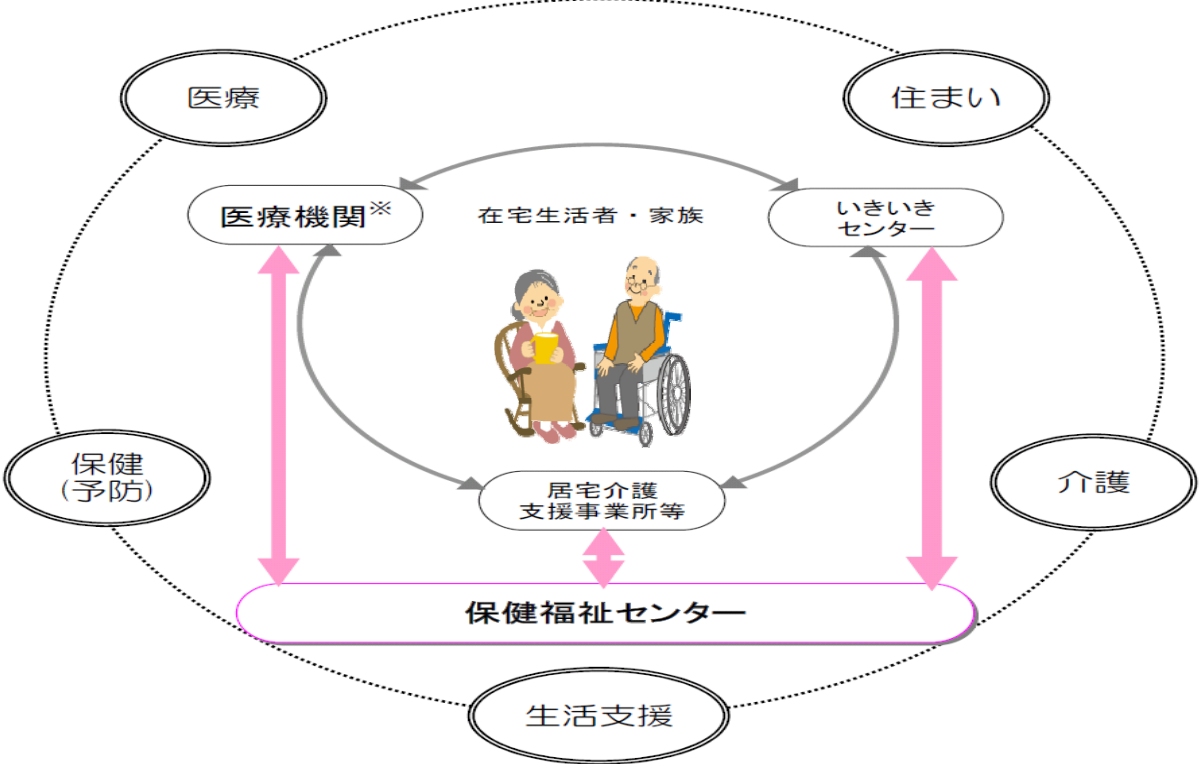 医療
住まい
医療機関※
在宅生活者・家族
いきいき
センター
保健
(予防)
介護
居宅介護
支援事業所等
保健福祉センター
生活支援